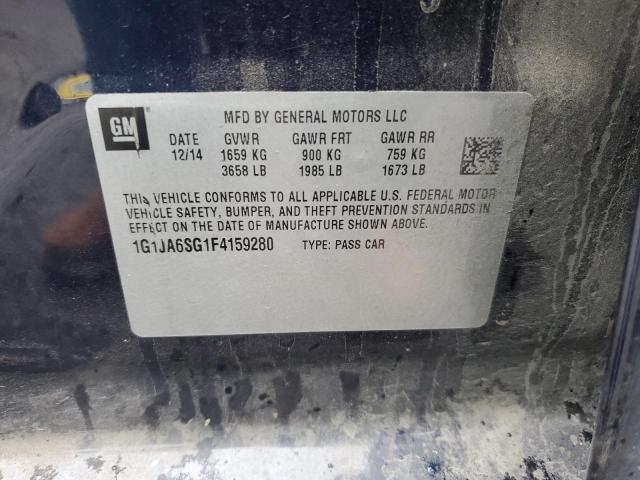 GM
MFD BY GENERAL MOTORS LLC
DATE GVWR GAWR FRT GAWR RR
12/14 1659 KG 900 KG 759 KG
3658 LB 1985 LB 1673 LB
THIS VEHICLE CONFORMS TO ALL APPLICABLE U.S. FEDERAL MOTOR
VEHICLE SAFETY, BUMPER, AND THEFT PREVENTION STANDARDS IN
EFFECT ON THE DATE OF MANUFACTURE SHOWN ABOVE.
1G1JA6SG1F4159280 TYPE: PASS CAR